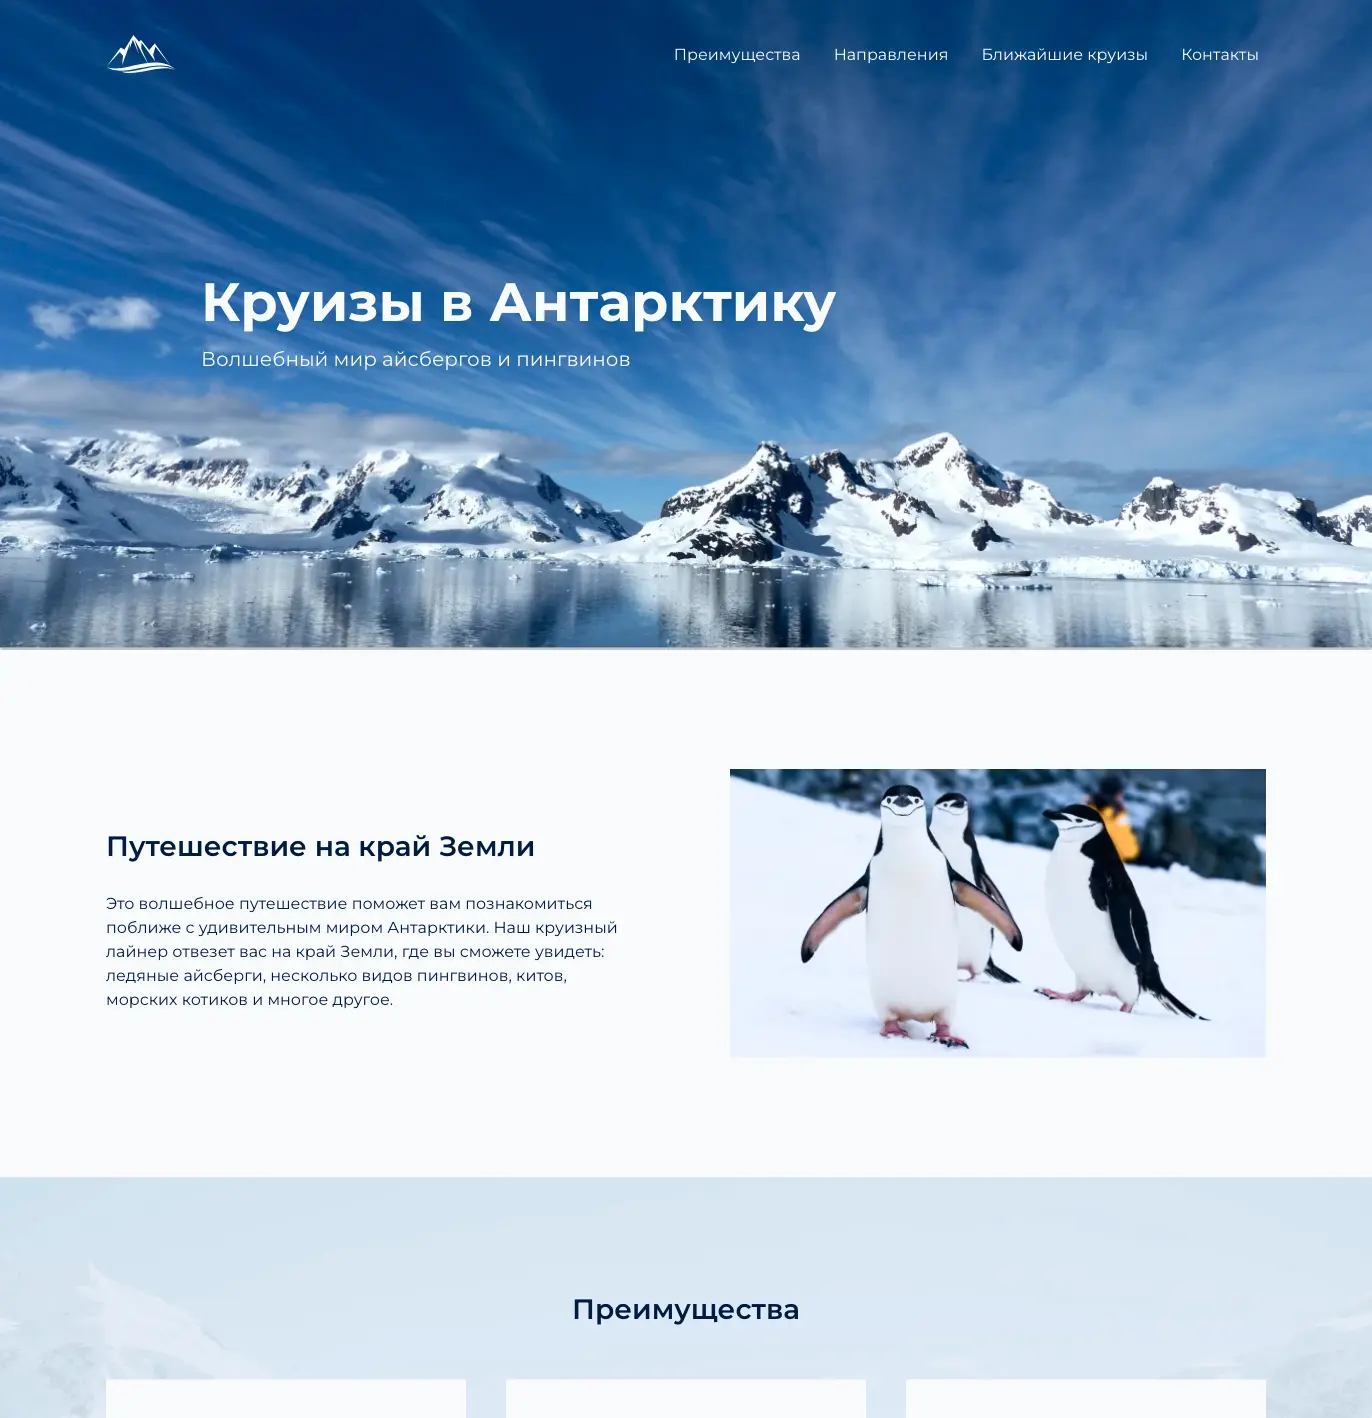 Преимущества Направления Ближайшие круизы Контакты
Круизы в Антарктику
Волшебный мир айсбергов и пингвинов
Путешествие на край Земли
Это волшебное путешествие поможет вам познакомиться
поближе с удивительным миром Антарктики. Наш круизный
лайнер отвезет вас на край Земли, где вы сможете увидеть:
ледяные айсберги, несколько видов пингвинов, китов,
морских котиков и многое другое.
Преимущества